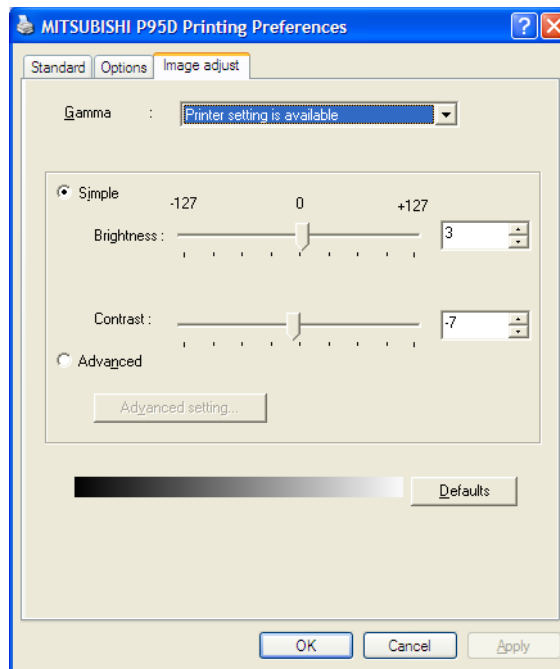 MITSUBISHI P95D Printing Preferences
Standard Options Image adjust
Gamma : Printer setting is available
Simple
-127 0 +127
Brightness : 3
Contrast : -7
Advanced
Advanced setting...
Defaults
OK Cancel Apply